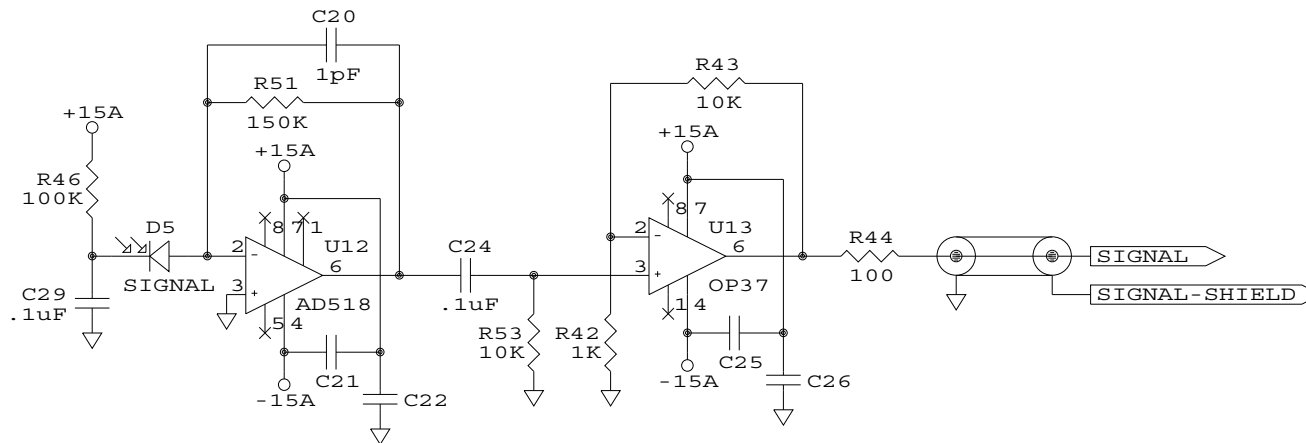 C20
1pF
R51
150K
+15A
R46
100K
C29
.1uF
D5
SIGNAL
+15A
8
7
1
2
3
U12
6
AD518
5
4
C21
-15A
C22
C24
.1uF
R53
10K
R42
1K
R43
10K
+15A
8
7
2
3
U13
6
OP37
1
4
C25
-15A
C26
R44
100
SIGNAL
SIGNAL-SHIELD